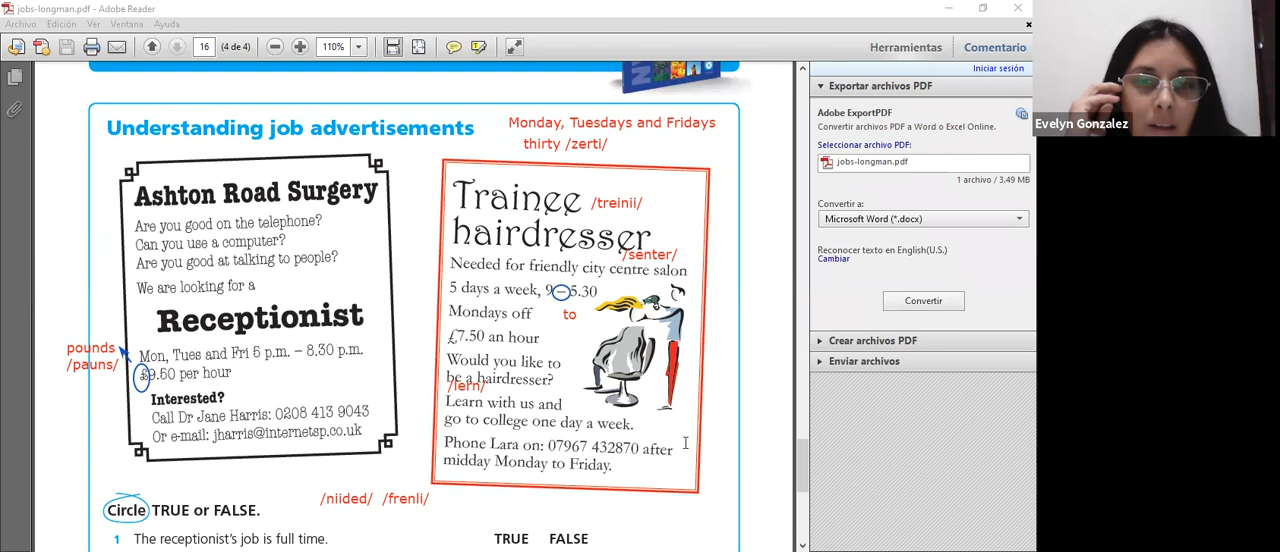 jobs-longman.pdf - Adobe Reader
Archivo Edición Ver Ventana Ayuda
16 (4 de 4) 110% Herramientas Comentario
Understanding job advertisements
Monday, Tuesdays and Fridays
thirty /zerti/
Ashton Road Surgery
Are you good on the telephone?
Can you use a computer?
Are you good at talking to people?
We are looking for a
Receptionist
pounds
/pauns/
Mon, Tues and Fri 5 p.m. – 8.30 p.m.
£9.50 per hour
Interested?
Call Dr Jane Harris: 0208 413 9043
Or e-mail: jharris@internetsp.co.uk
Trainee /treinii/
hairdresser
/senter/
Needed for friendly city centre salon
5 days a week, 9 – 5.30
to
Mondays off
£7.50 an hour
Would you like to
be a hairdresser?
/lern/
Learn with us and
go to college one day a week.
Phone Lara on: 07967 432870 after
midday Monday to Friday.
/niided/ /frenli/
Circle TRUE or FALSE.
1 The receptionist's job is full time. TRUE FALSE
Iniciar sesión
Exportar archivos PDF
Adobe ExportPDF
Convertir archivos PDF a Word o Excel Online.
Seleccionar archivo PDF:
jobs-longman.pdf
1 archivo / 3.49 MB
Convertir a:
Microsoft Word (*.docx)
Reconocer texto en English(U.S.)
Cambiar
Convertir
Crear archivos PDF
Enviar archivos
Evelyn Gonzalez